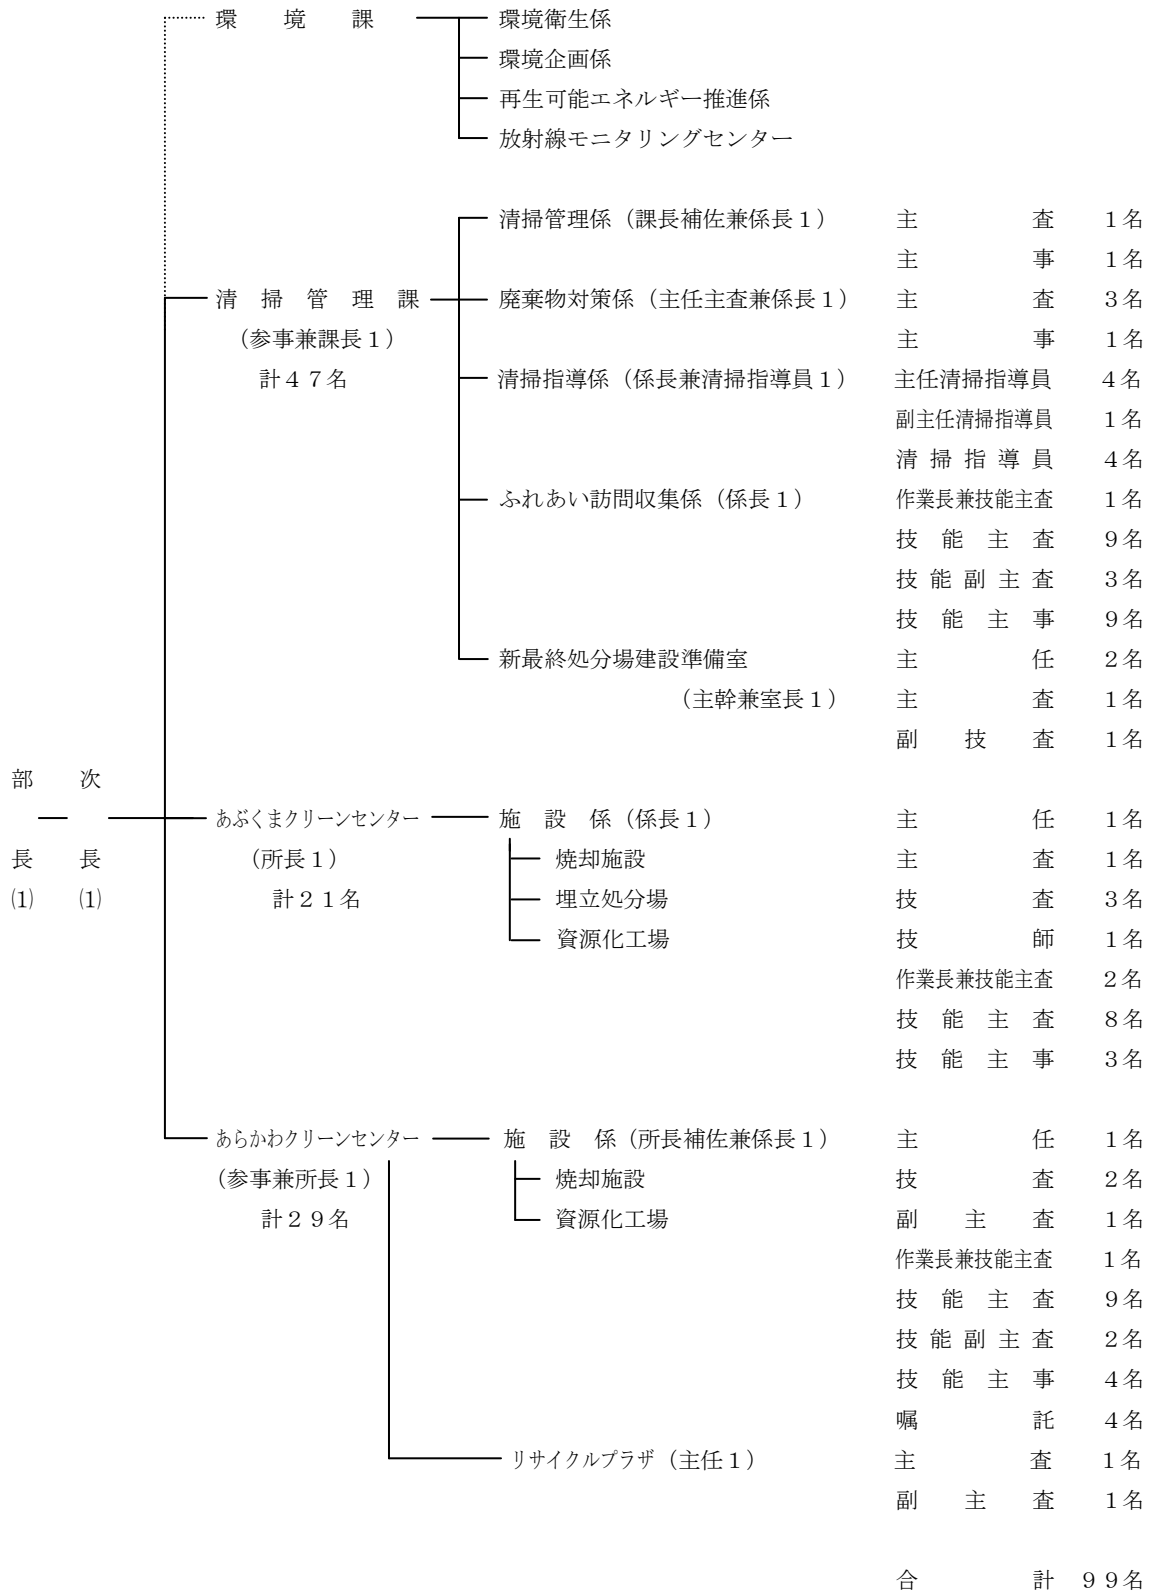 環境課 環境衛生係
環境企画係
再生可能エネルギー推進係
放射線モニタリングセンター
清掃管理係（課長補佐兼係長１） 主査 １名
主事 １名
清掃管理課 廃棄物対策係（主任主査兼係長１） 主査 ３名
（参事兼課長１） 主事 １名
計４７名 清掃指導係（係長兼清掃指導員１） 主任清掃指導員 ４名
副主任清掃指導員 １名
清掃指導員 ４名
ふれあい訪問収集係（係長１） 作業長兼技能主査 １名
技能主査 ９名
技能副主査 ３名
技能主事 ９名
新最終処分場建設準備室 主任 ２名
（主幹兼室長１） 主査 １名
副技査 １名
部 次
あぶくまクリーンセンター 施設係（係長１） 主任 １名
長 長 （所長１） 焼却施設 主査 １名
⑴ ⑴ 計２１名 埋立処分場 技査 ３名
資源化工場 技師 １名
作業長兼技能主査 ２名
技能主査 ８名
技能主事 ３名
あらかわクリーンセンター 施設係（所長補佐兼係長１） 主任 １名
（参事兼所長１） 焼却施設 技査 ２名
計２９名 資源化工場 副主査 １名
作業長兼技能主査 １名
技能主査 ９名
技能副主査 ２名
技能主事 ４名
嘱託 ４名
リサイクルプラザ（主任１） 主査 １名
副主査 １名
合計 ９９名